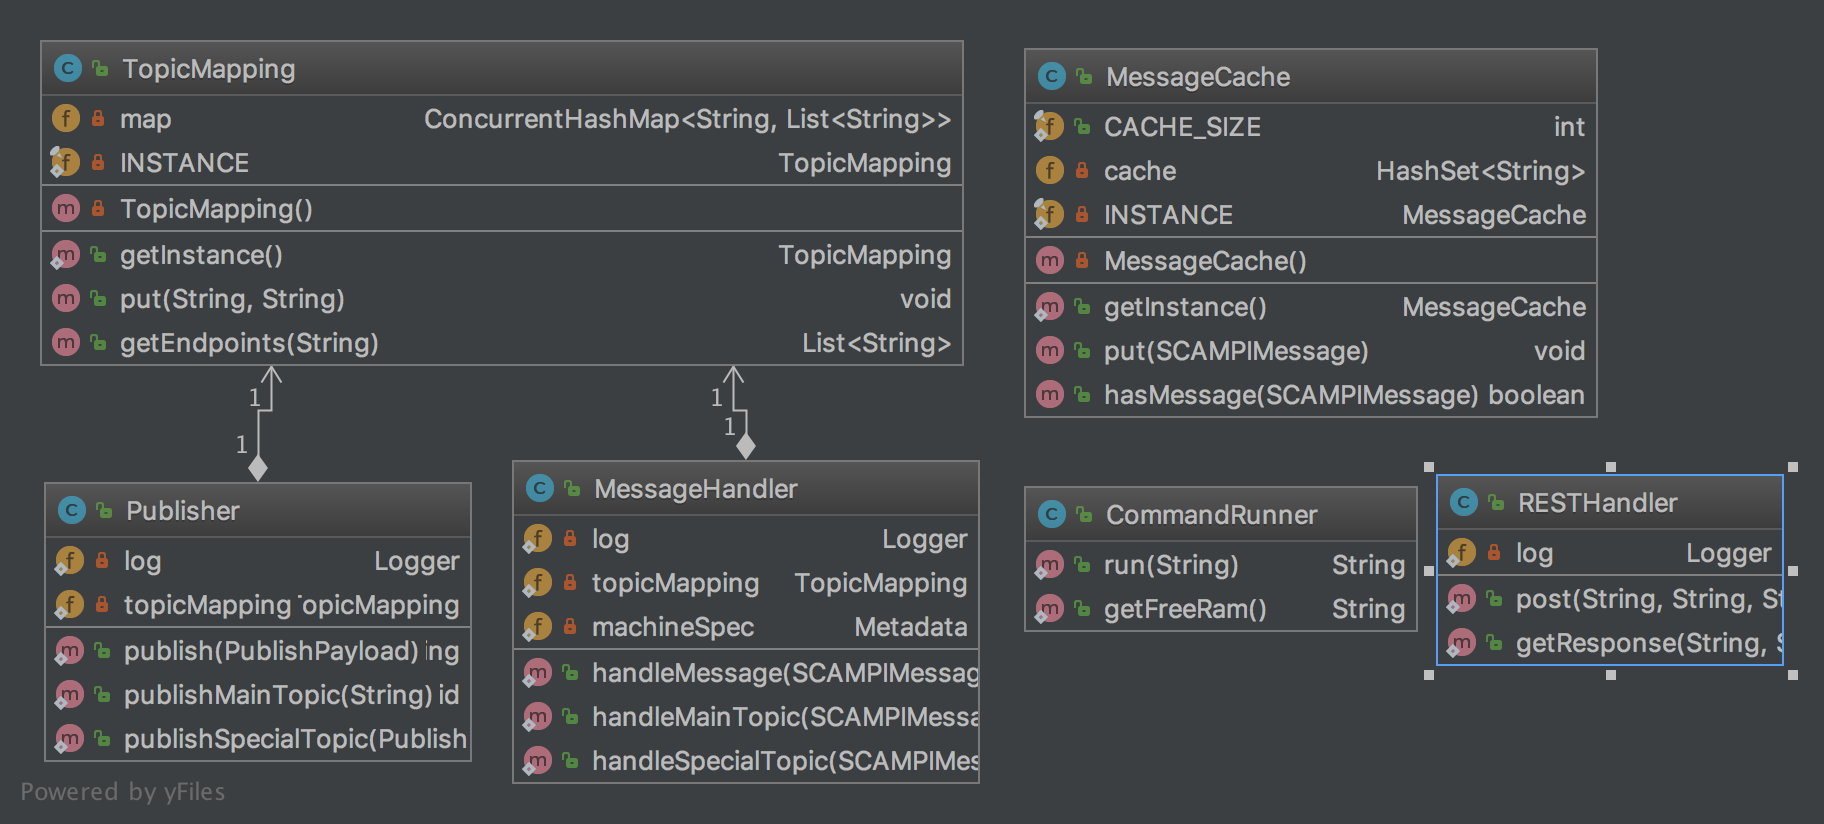 TopicMapping
map ConcurrentHashMap<String, List<String>>
INSTANCE TopicMapping
TopicMapping()
getInstance() TopicMapping
put(String, String) void
getEndpoints(String) List<String>
MessageCache
CACHE_SIZE int
cache HashSet<String>
INSTANCE MessageCache
MessageCache()
getInstance() MessageCache
put(SCAMPIMessage) void
hasMessage(SCAMPIMessage) boolean
1
1
1
1
Publisher
log Logger
topicMapping TopicMapping
publish(PublishPayload) ing
publishMainTopic(String) id
publishSpecialTopic(Publish
MessageHandler
log Logger
topicMapping TopicMapping
machineSpec Metadata
handleMessage(SCAMPIMessag
handleMainTopic(SCAMPIMessa
handleSpecialTopic(SCAMPIMes
CommandRunner
run(String) String
getFreeRam() String
RESTHandler
log Logger
post(String, String, St
getResponse(String, S
Powered by yFiles